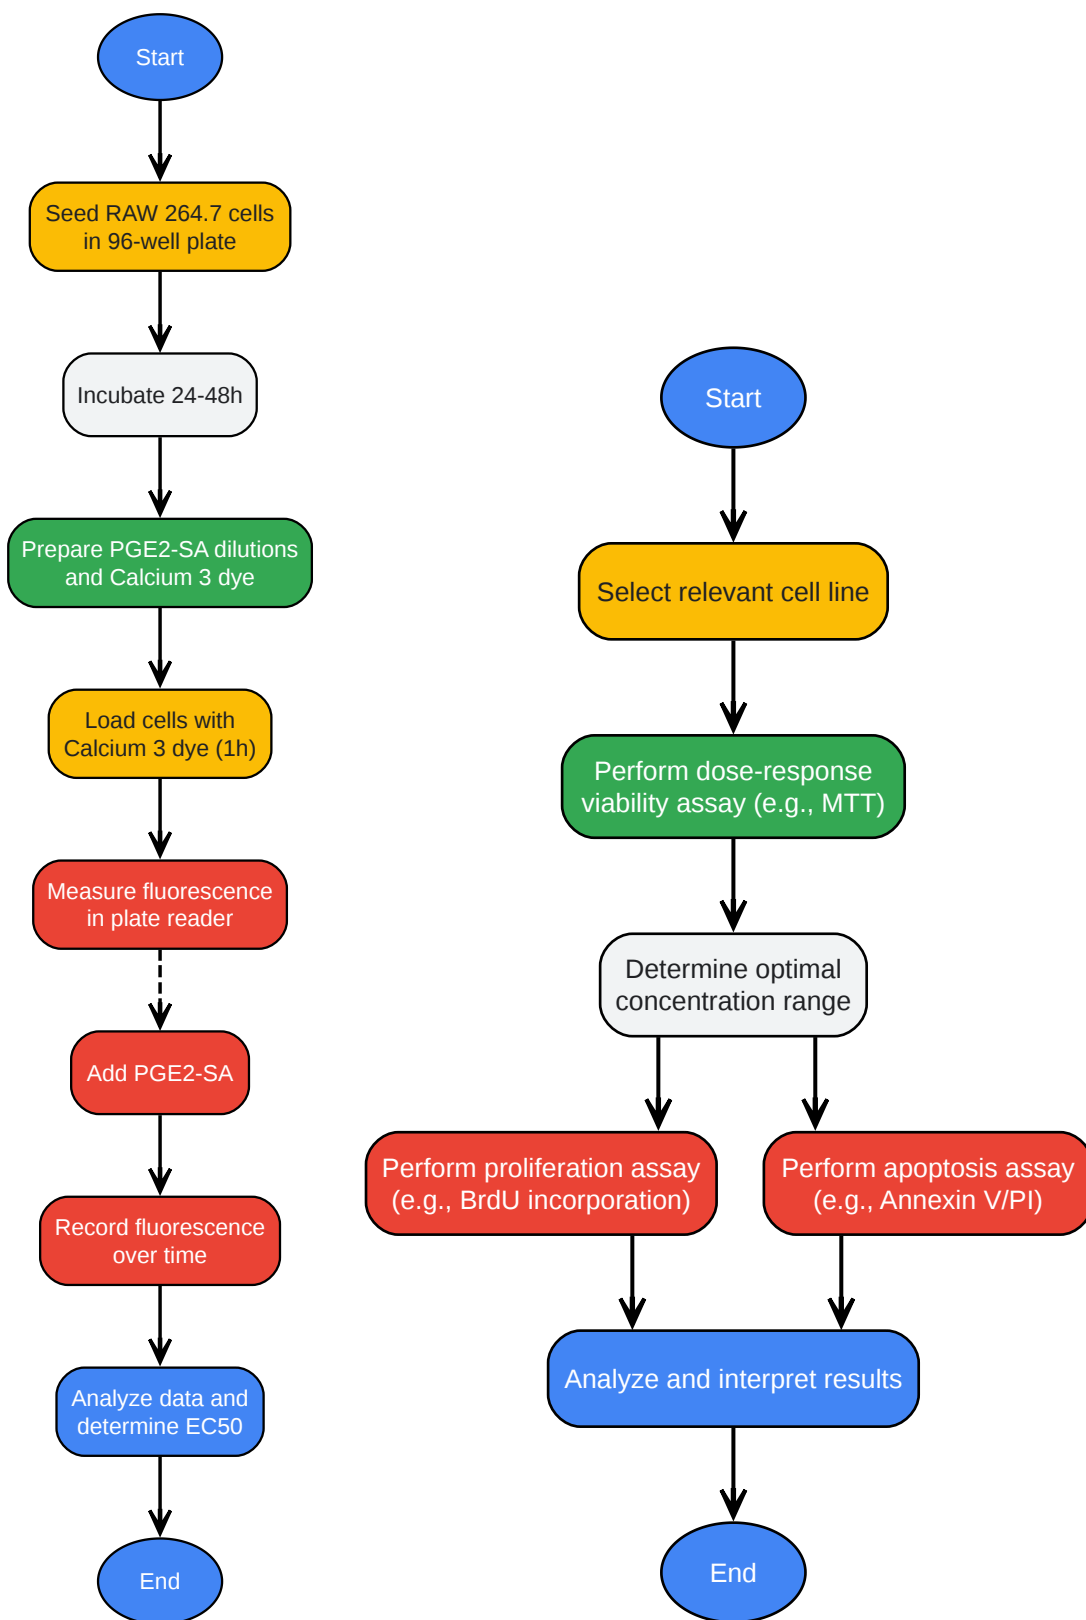 Start
Seed RAW 264.7 cells
in 96-well plate
Incubate 24-48h
Prepare PGE2-SA dilutions
and Calcium 3 dye
Load cells with
Calcium 3 dye (1h)
Measure fluorescence
in plate reader
Add PGE2-SA
Record fluorescence
over time
Analyze data and
determine EC50
End
Start
Select relevant cell line
Perform dose-response
viability assay (e.g., MTT)
Determine optimal
concentration range
Perform proliferation assay
(e.g., BrdU incorporation)
Perform apoptosis assay
(e.g., Annexin V/PI)
Analyze and interpret results
End